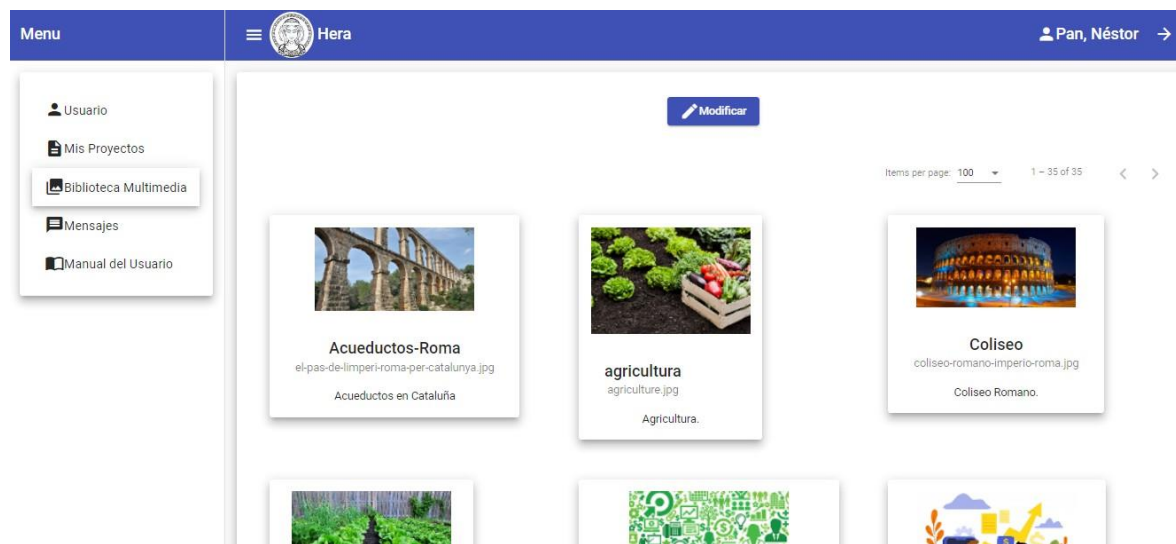 Menu
Hera
Pan, Néstor
Usuario
Mis Proyectos
Biblioteca Multimedia
Mensajes
Manual del Usuario
Modificar
Items per page: 100
1 – 35 of 35
Acueductos-Roma
el-pas-de-limperi-roma-per-catalunya.jpg
Acueductos en Cataluña
agricultura
agriculture.jpg
Agricultura.
Coliseo
coliseo-romano-imperio-roma.jpg
Coliseo Romano.